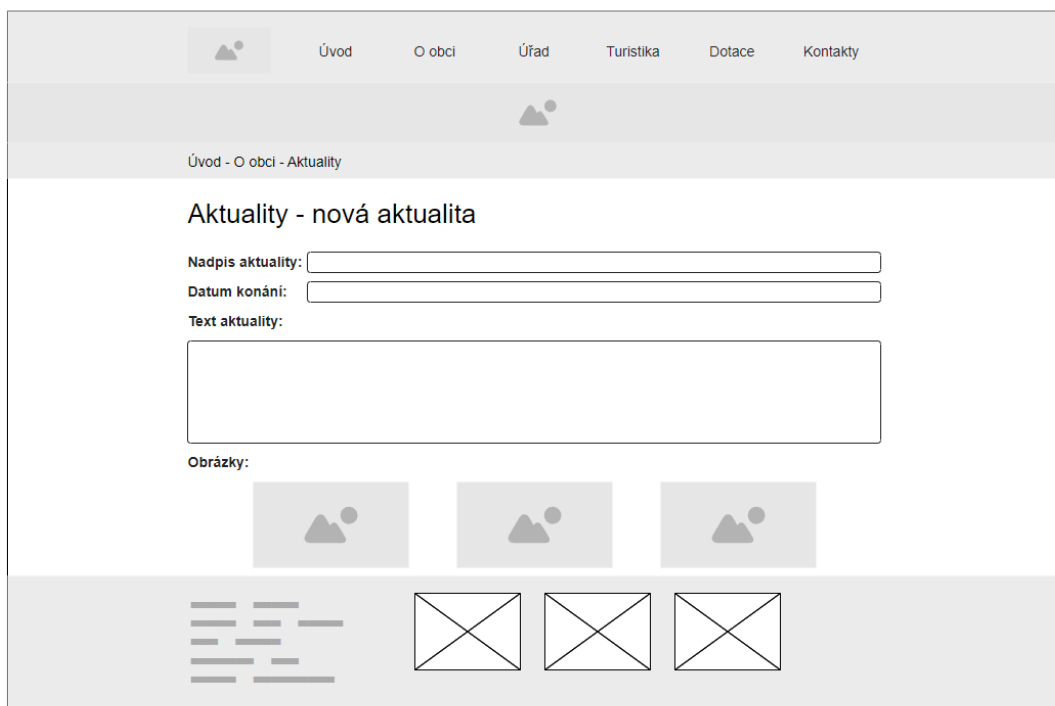 Úvod O obci Úřad Turistika Dotace Kontakty
Úvod - O obci - Aktuality
Aktuality - nová aktualita
Nadpis aktuality:
Datum konání:
Text aktuality:
Obrázky: